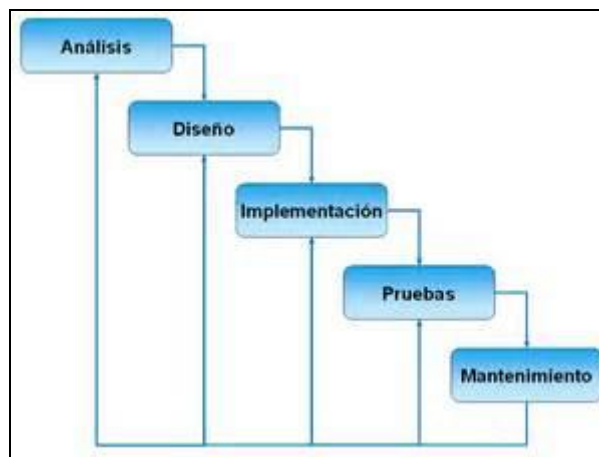 Análisis
Diseño
Implementación
Pruebas
Mantenimiento